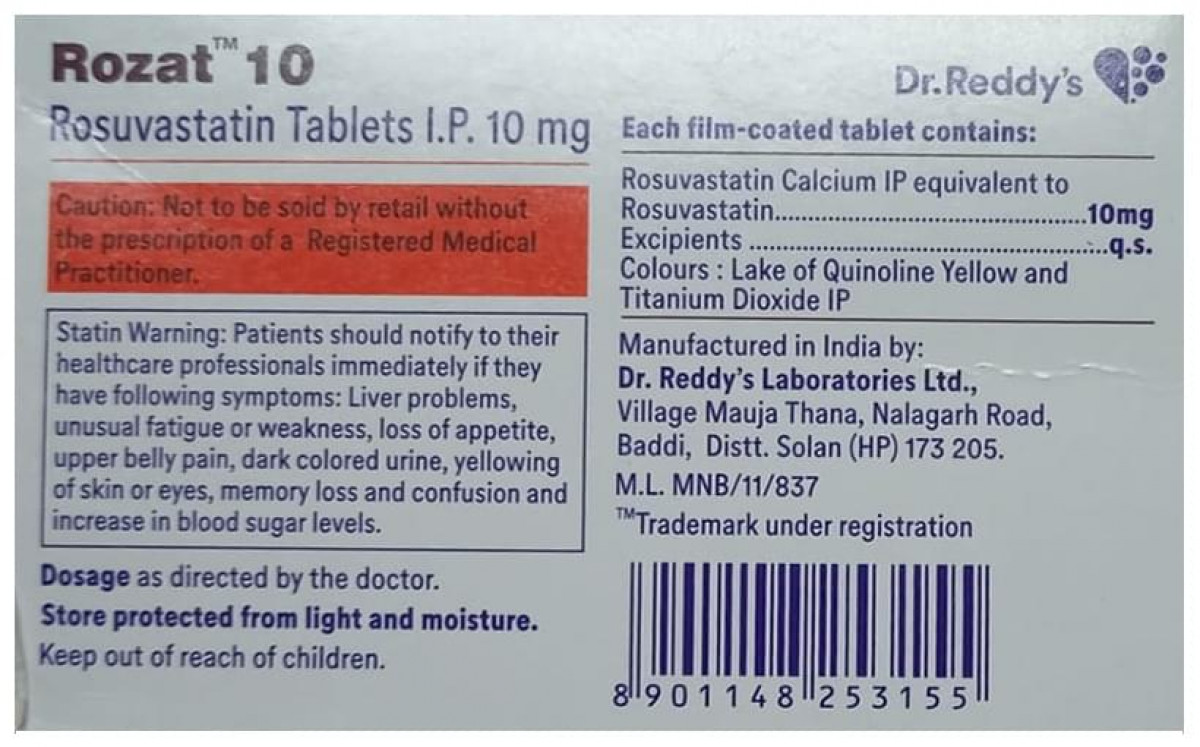 Rozat™ 10
Rosuvastatin Tablets I.P. 10 mg
Caution: Not to be sold by retail without
the prescription of a Registered Medical
Practitioner.
Statin Warning: Patients should notify to their
healthcare professionals immediately if they
have following symptoms: Liver problems,
unusual fatigue or weakness, loss of appetite,
upper belly pain, dark colored urine, yellowing
of skin or eyes, memory loss and confusion and
increase in blood sugar levels.
Dosage as directed by the doctor.
Store protected from light and moisture.
Keep out of reach of children.
Dr.Reddy's
Each film-coated tablet contains:
Rosuvastatin Calcium IP equivalent to
Rosuvastatin..........................................10mg
Excipients ................................................q.s.
Colours : Lake of Quinoline Yellow and
Titanium Dioxide IP
Manufactured in India by:
Dr. Reddy's Laboratories Ltd.,
Village Mauja Thana, Nalagarh Road,
Baddi, Distt. Solan (HP) 173 205.
M.L. MNB/11/837
™Trademark under registration
8 901148 253155